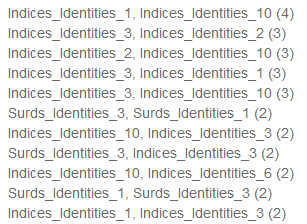 Indices_Identities_1, Indices_Identities_10 (4)
Indices_Identities_3, Indices_Identities_2 (3)
Indices_Identities_2, Indices_Identities_10 (3)
Indices_Identities_3, Indices_Identities_1 (3)
Indices_Identities_3, Indices_Identities_10 (3)
Surds_Identities_3, Surds_Identities_1 (2)
Indices_Identities_10, Indices_Identities_3 (2)
Surds_Identities_3, Indices_Identities_3 (2)
Indices_Identities_10, Indices_Identities_6 (2)
Surds_Identities_1, Surds_Identities_3 (2)
Indices_Identities_1, Indices_Identities_3 (2)